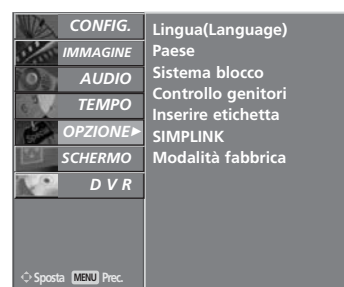 CONFIG.
IMMAGINE
AUDIO
TEMPO
OPZIONE
SCHERMO
D V R
Lingua(Language)
Paese
Sistema blocco
Controllo genitori
Inserire etichetta
SIMPLINK
Modalità fabbrica
Sposta MENU Prec.